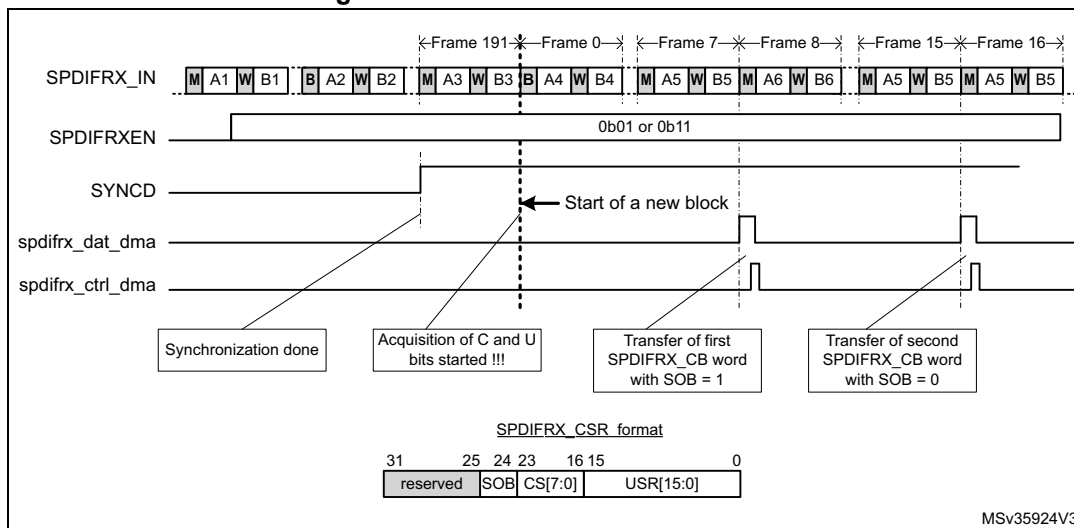 Frame 191 Frame 0 Frame 7 Frame 8 Frame 15 Frame 16
SPDIFRX_IN M A1 W B1 B A2 W B2 M A3 W B3 B A4 W B4 M A5 W B5 M A6 W B6 M A5 W B5 M A5 W B5
SPDIFRXEN 0b01 or 0b11
SYNCD
Start of a new block
spdifrx_dat_dma
spdifrx_ctrl_dma
Synchronization done
Acquisition of C and U
bits started !!!
Transfer of first
SPDIFRX_CB word
with SOB = 1
Transfer of second
SPDIFRX_CB word
with SOB = 0
SPDIFRX_CSR format
31 25 24 23 16 15 0
reserved SOB CS[7:0] USR[15:0]
MSv35924V3